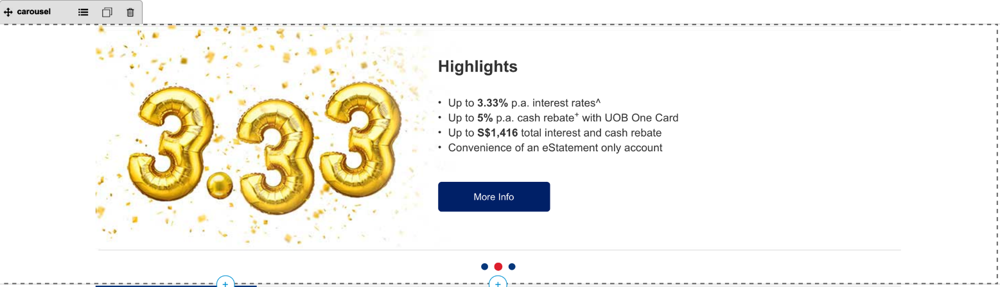 carousel
3.33
Highlights
• Up to 3.33% p.a. interest rates^
• Up to 5% p.a. cash rebate⁺ with UOB One Card
• Up to S$1,416 total interest and cash rebate
• Convenience of an eStatement only account
More Info
+ +